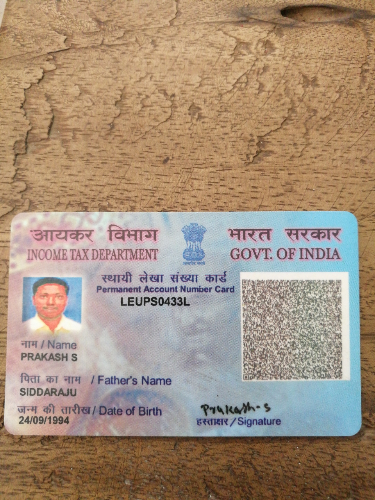 आयकर विभाग
INCOME TAX DEPARTMENT
भारत सरकार
GOVT. OF INDIA
स्थायी लेखा संख्या कार्ड
Permanent Account Number Card
LEUPS0433L
नाम / Name
PRAKASH S
पिता का नाम / Father's Name
SIDDARAJU
जन्म की तारीख / Date of Birth
24/09/1994
Prakash-s
हस्ताक्षर / Signature